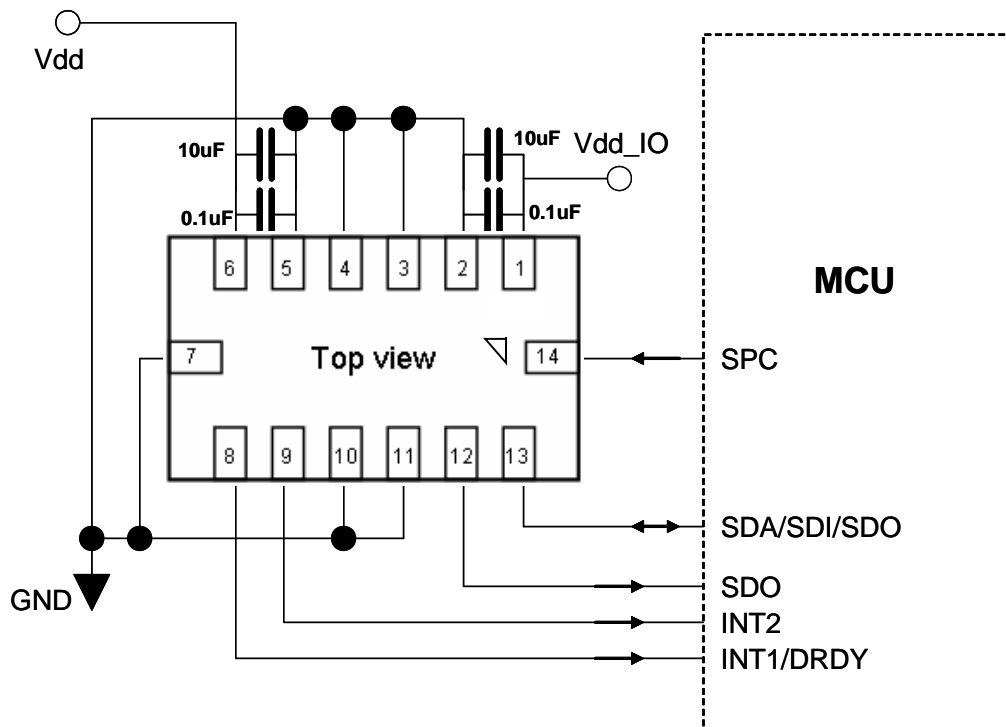 Vdd
10uF
0.1uF
10uF
Vdd_IO
0.1uF
6 5 4 3 2 1
MCU
7 Top view 14
SPC
8 9 10 11 12 13
SDA/SDI/SDO
SDO
GND
INT2
INT1/DRDY